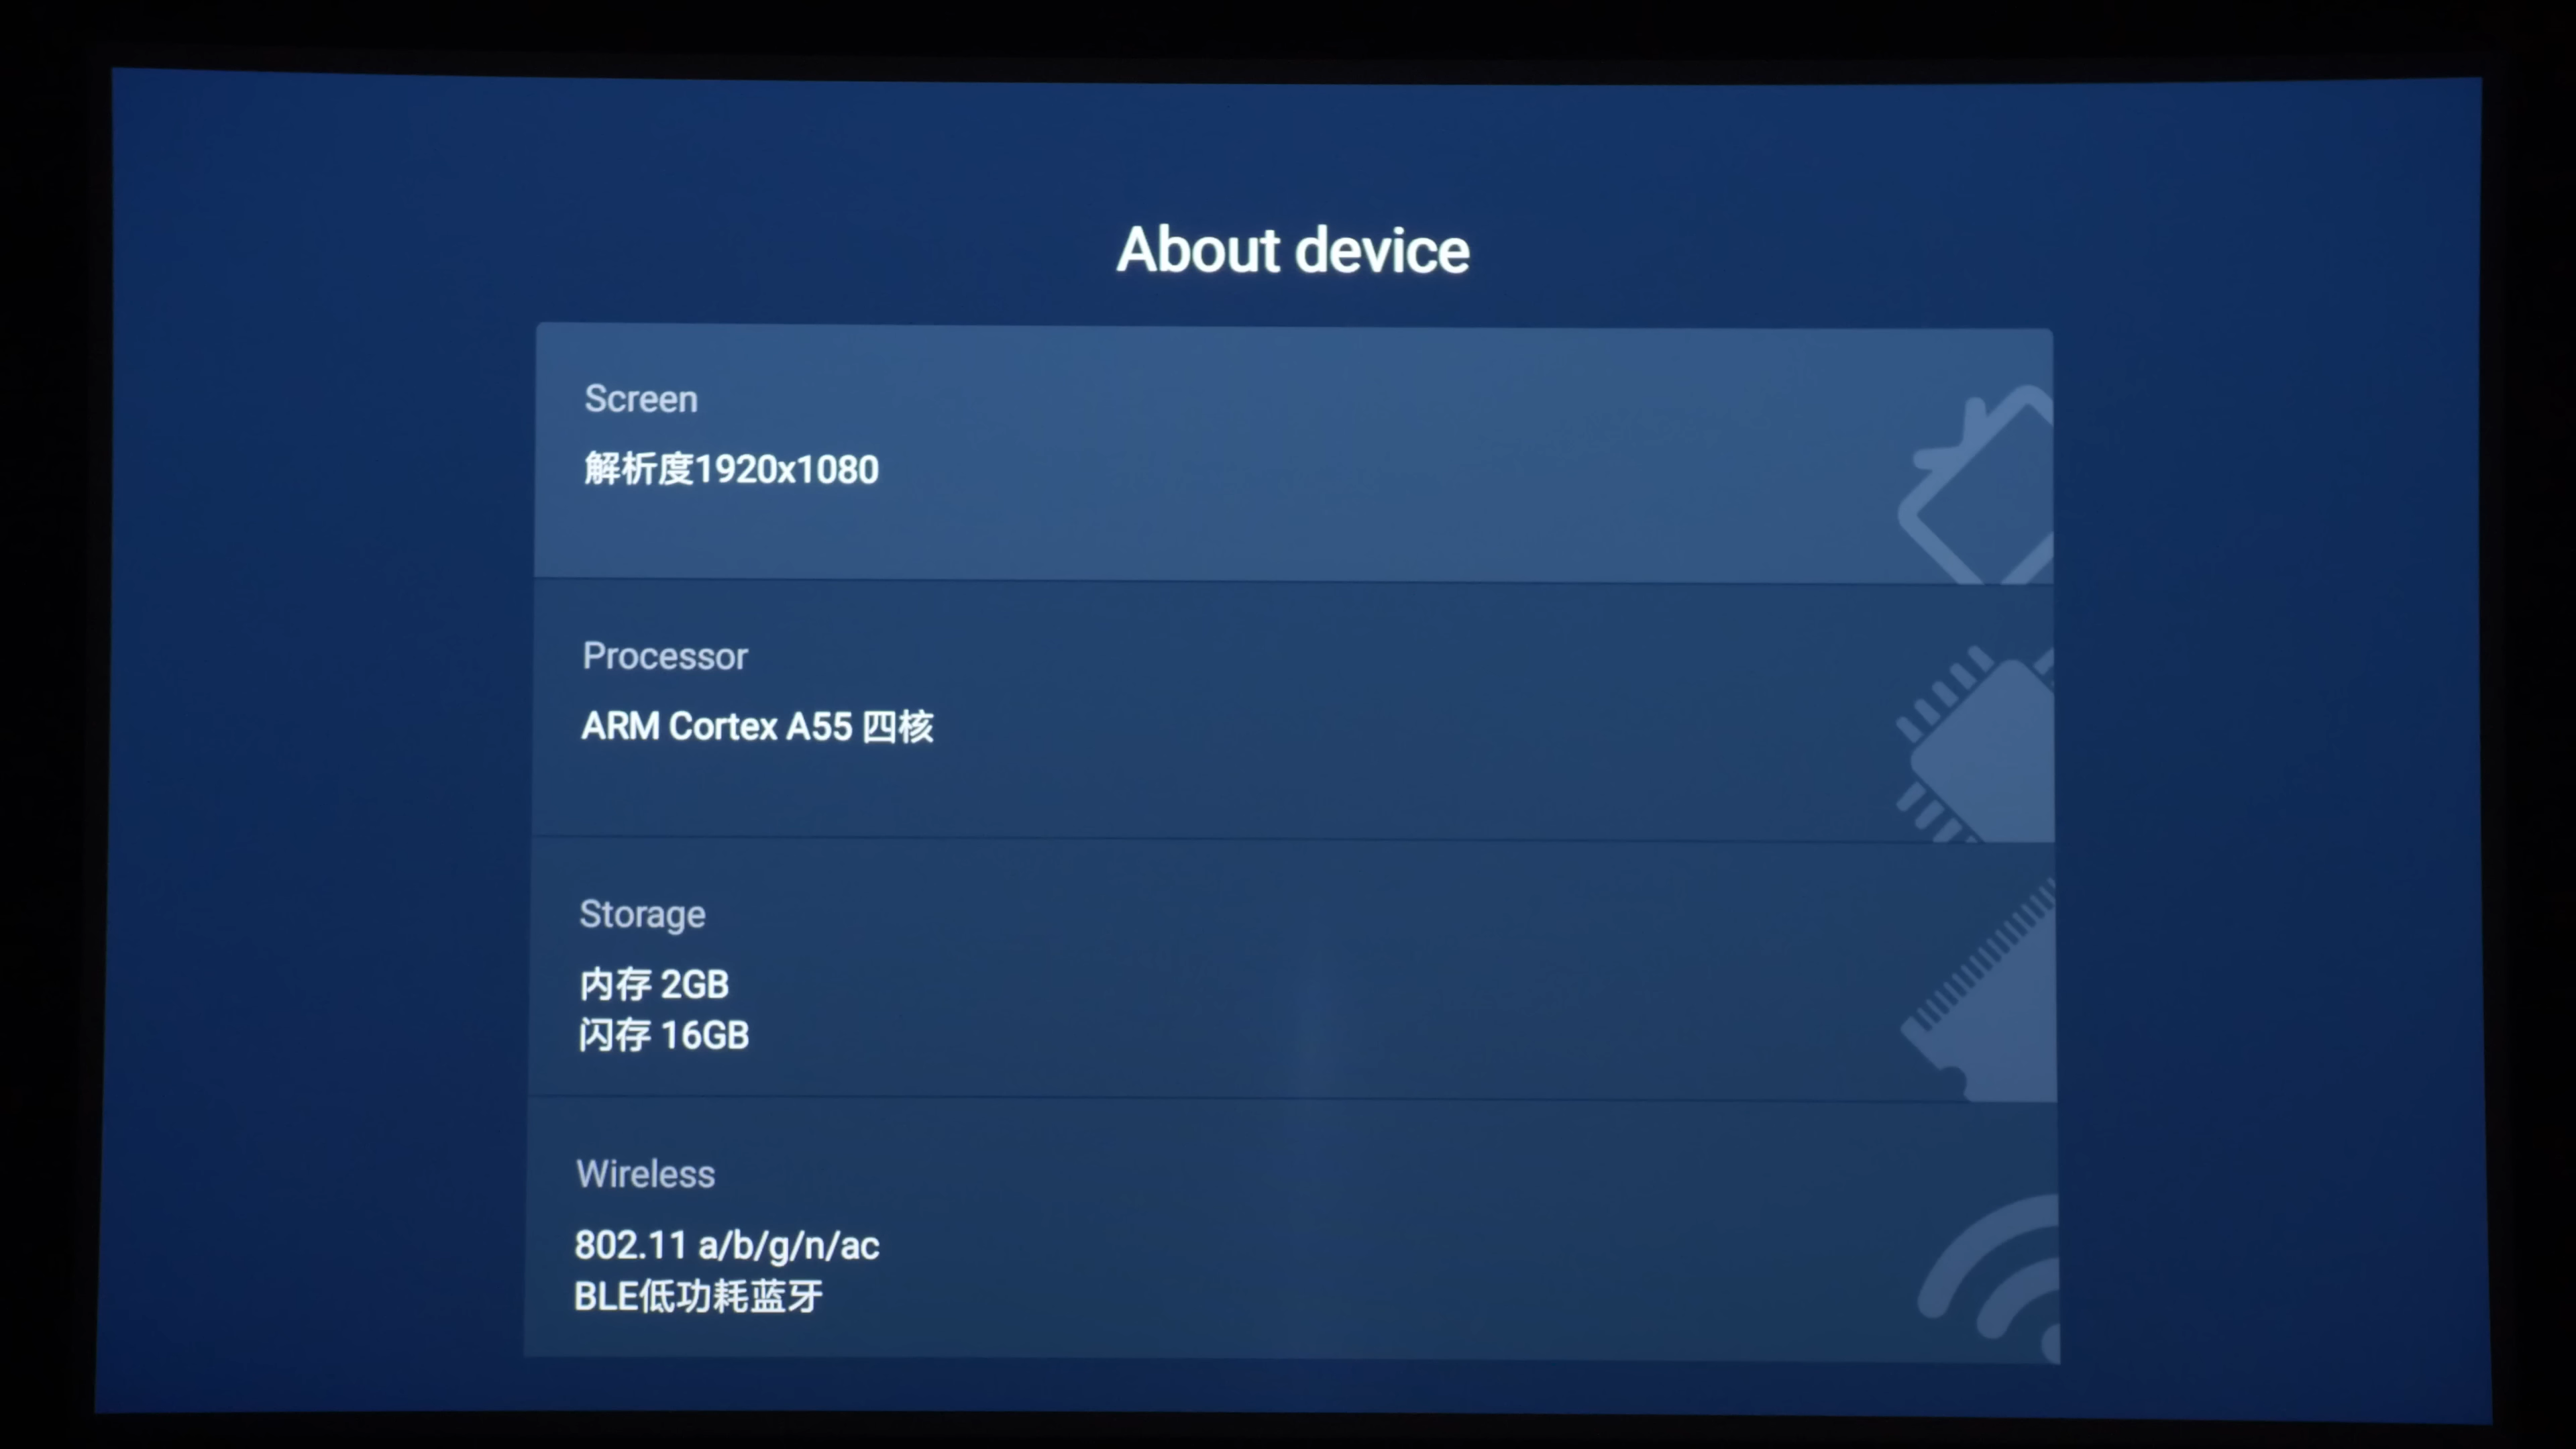 About device
Screen
解析度1920x1080
Processor
ARM Cortex A55 四核
Storage
内存 2GB
闪存 16GB
Wireless
802.11 a/b/g/n/ac
BLE低功耗蓝牙